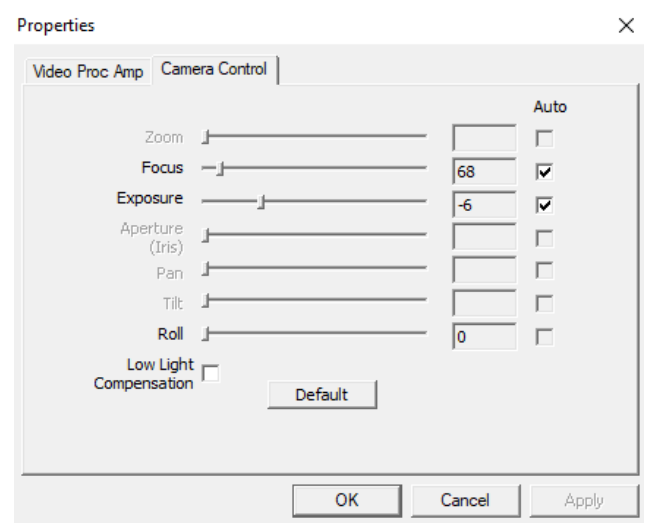 Properties
Video Proc Amp Camera Control
Auto
Zoom
Focus 68
Exposure -6
Aperture
(Iris)
Pan
Tilt
Roll 0
Low Light
Compensation
Default
OK Cancel Apply